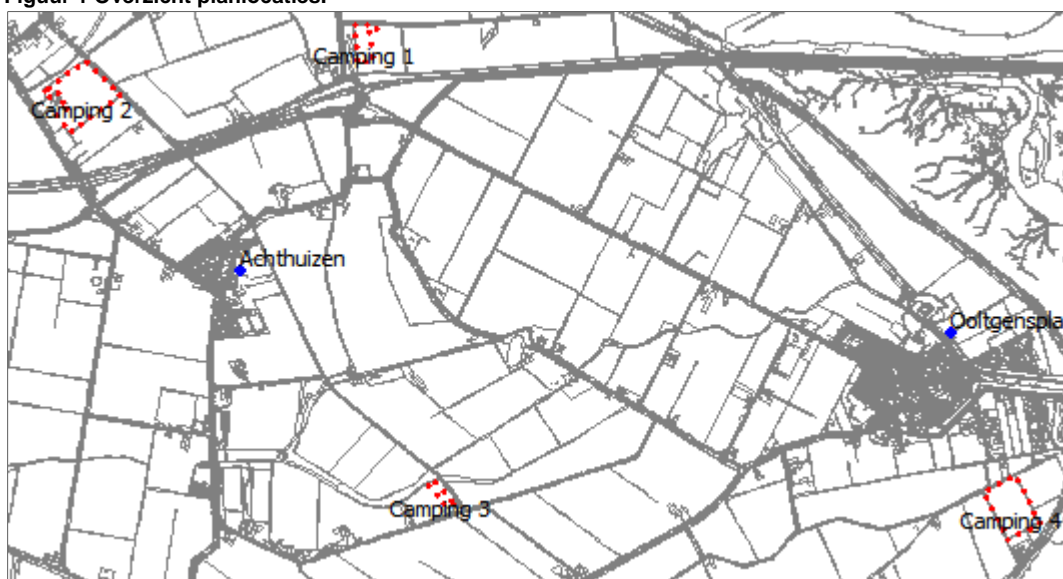 Figuur 1 Overzicht planlocaties.
Camping 1
Camping 2
Achthuizen
Ooltgenspla
Camping 3
Camping 4